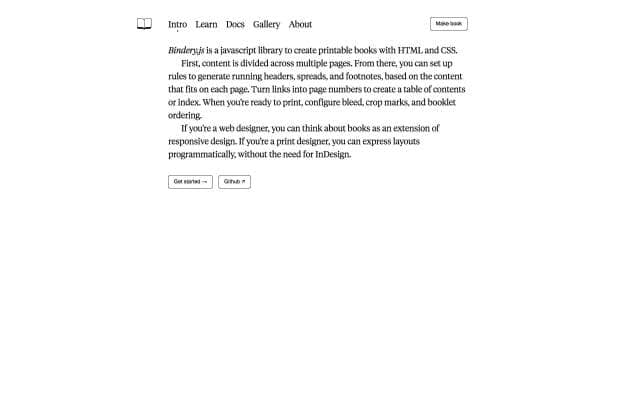 Intro Learn Docs Gallery About
Make book
Bindery.js is a javascript library to create printable books with HTML and CSS.
First, content is divided across multiple pages. From there, you can set up
rules to generate running headers, spreads, and footnotes, based on the content
that fits on each page. Turn links into page numbers to create a table of contents
or index. When you're ready to print, configure bleed, crop marks, and booklet
ordering.
If you're a web designer, you can think about books as an extension of
responsive design. If you're a print designer, you can express layouts
programmatically, without the need for InDesign.
Get started →
Github ↗